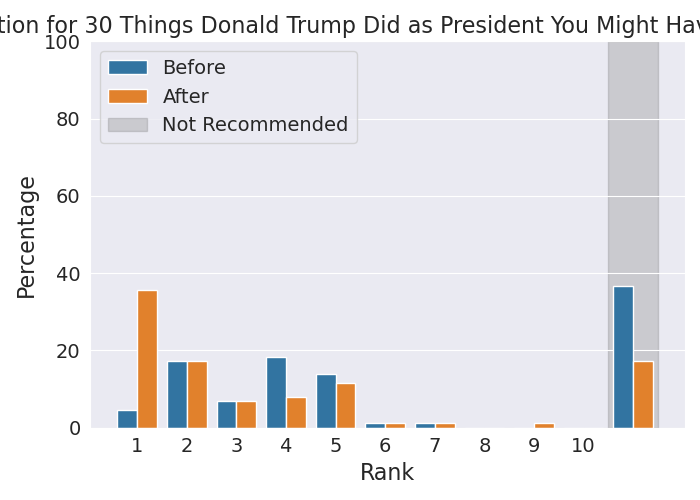 tion for 30 Things Donald Trump Did as President You Might Hav
100
80
60
40
20
0
Percentage
Before
After
Not Recommended
1 2 3 4 5 6 7 8 9 10
Rank